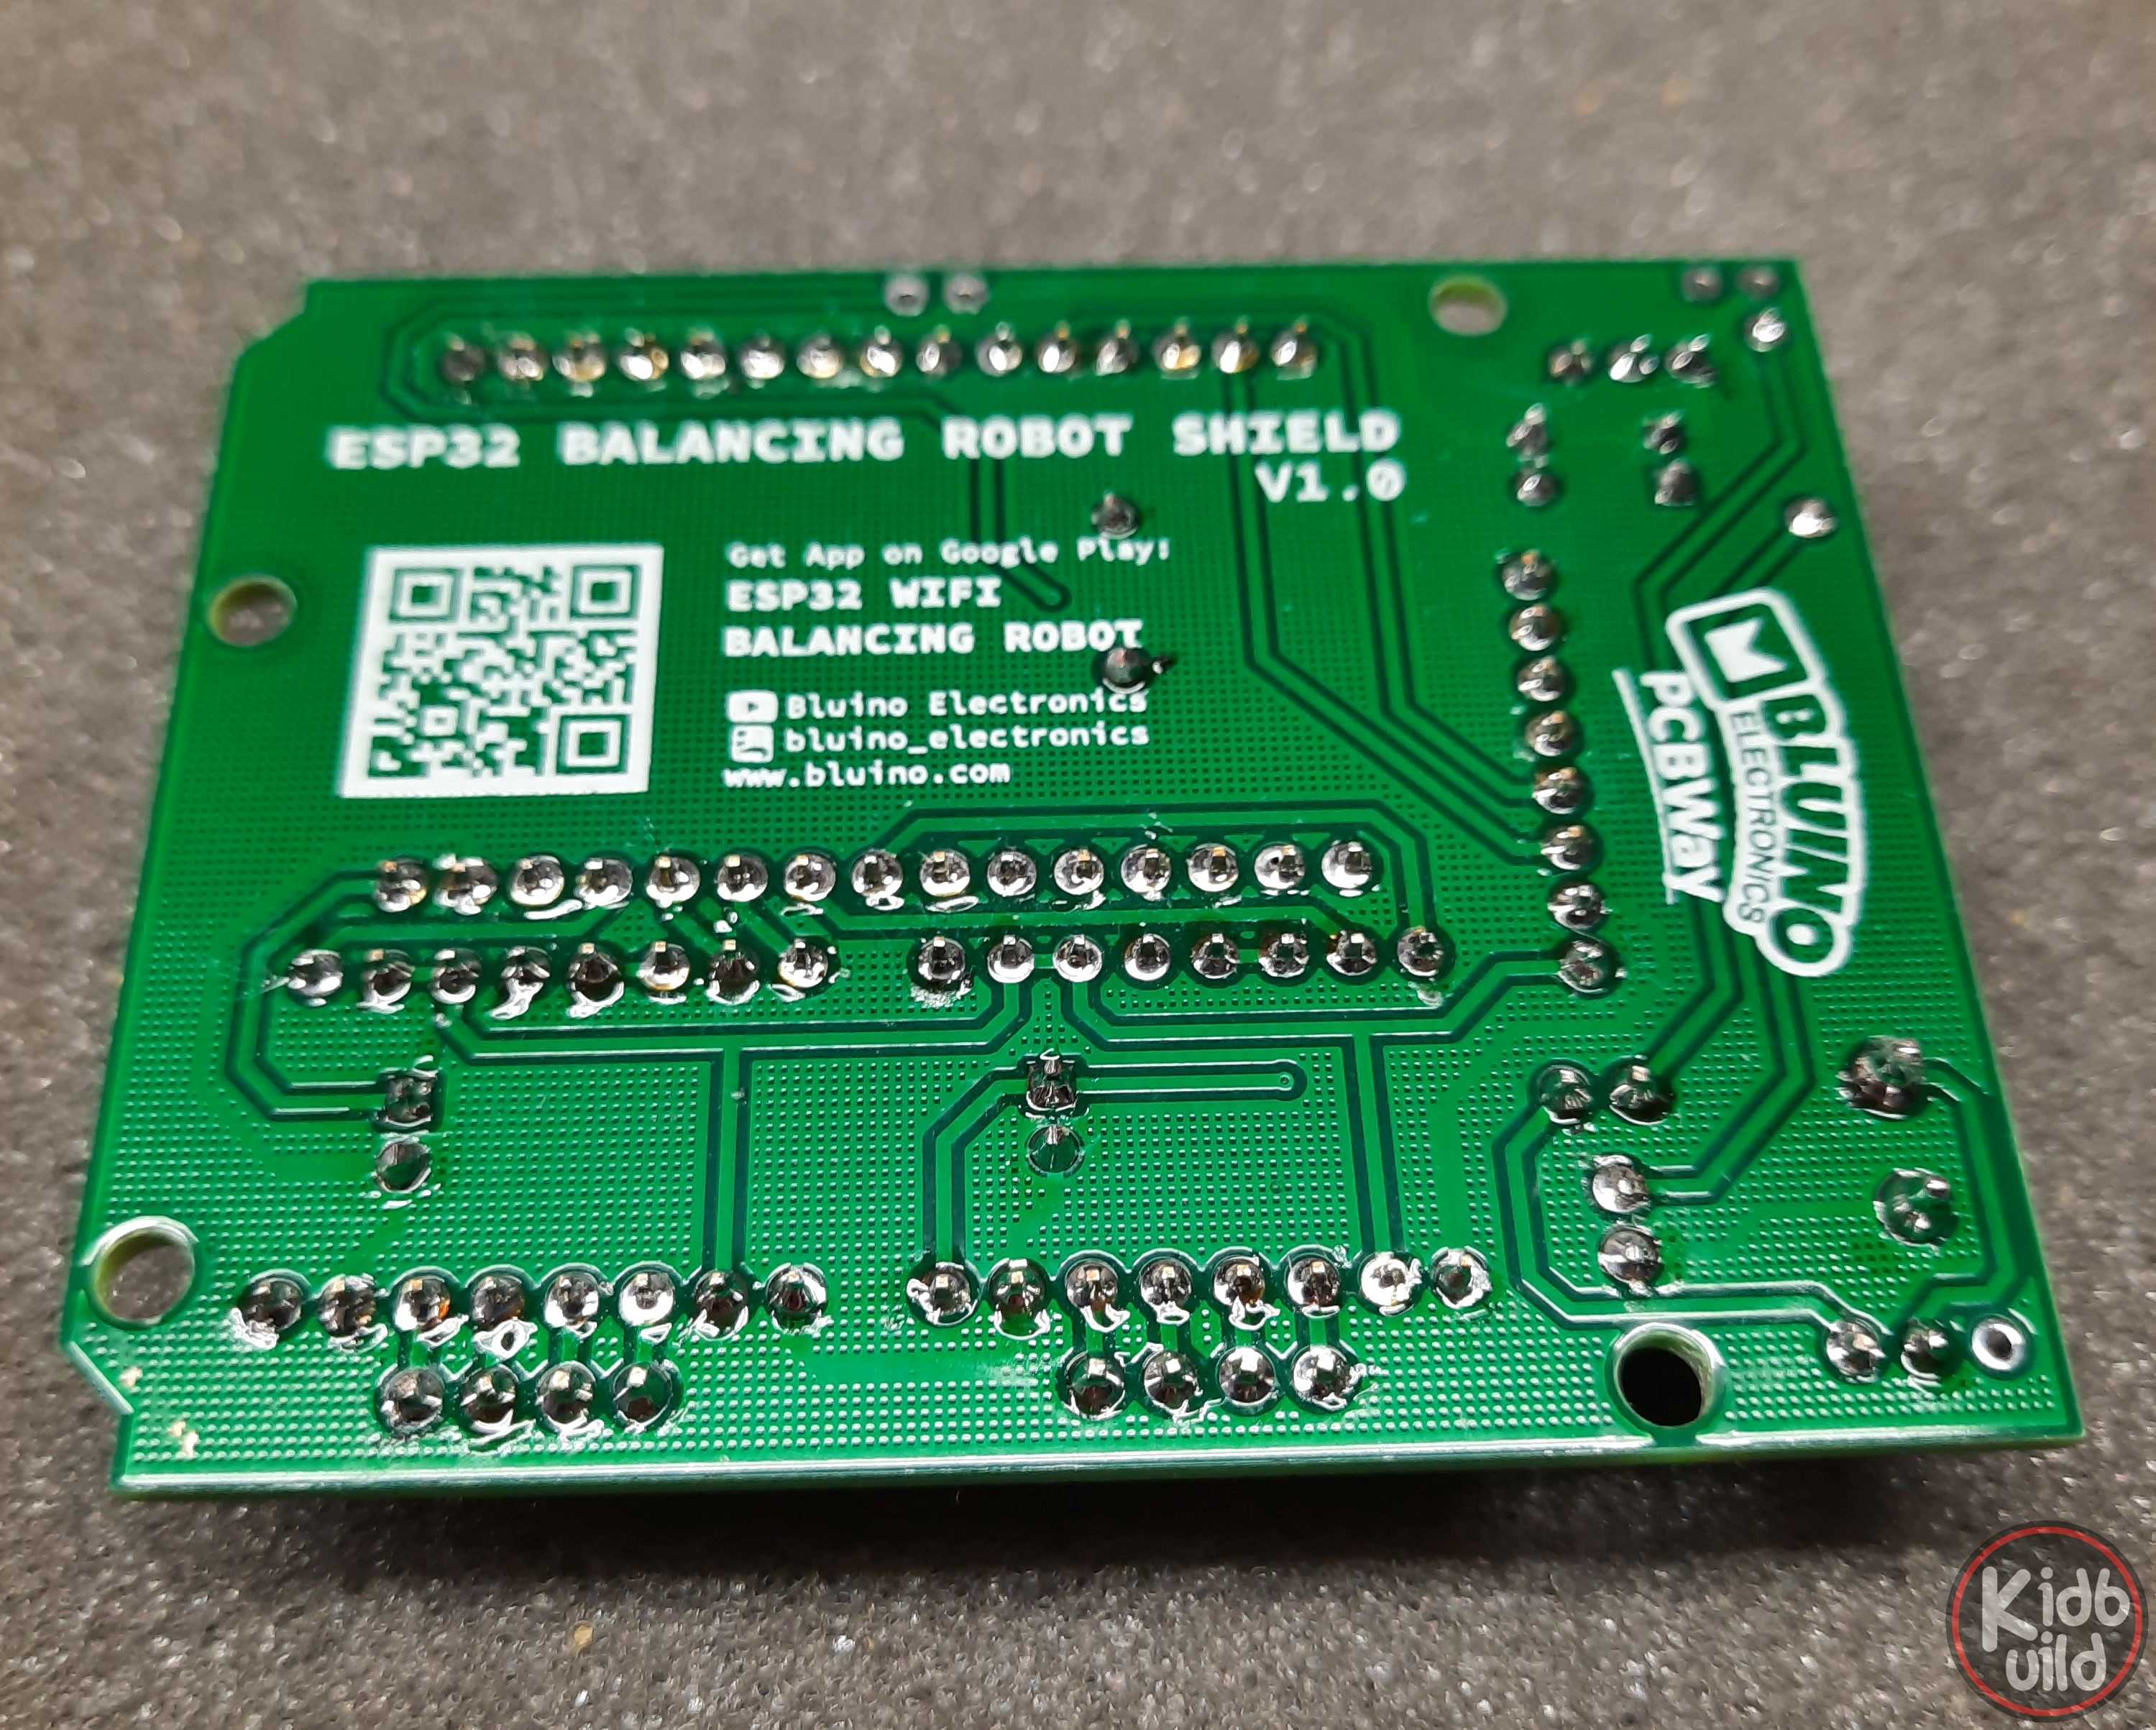 ESP32 BALANCING ROBOT SHIELD
V1.0
Get App on Google Play:
ESP32 WIFI
BALANCING ROBOT
Bluino Electronics
bluino_electronics
www.bluino.com
BLUINO
ELECTRONICS
PCBWay
Kidb
uild